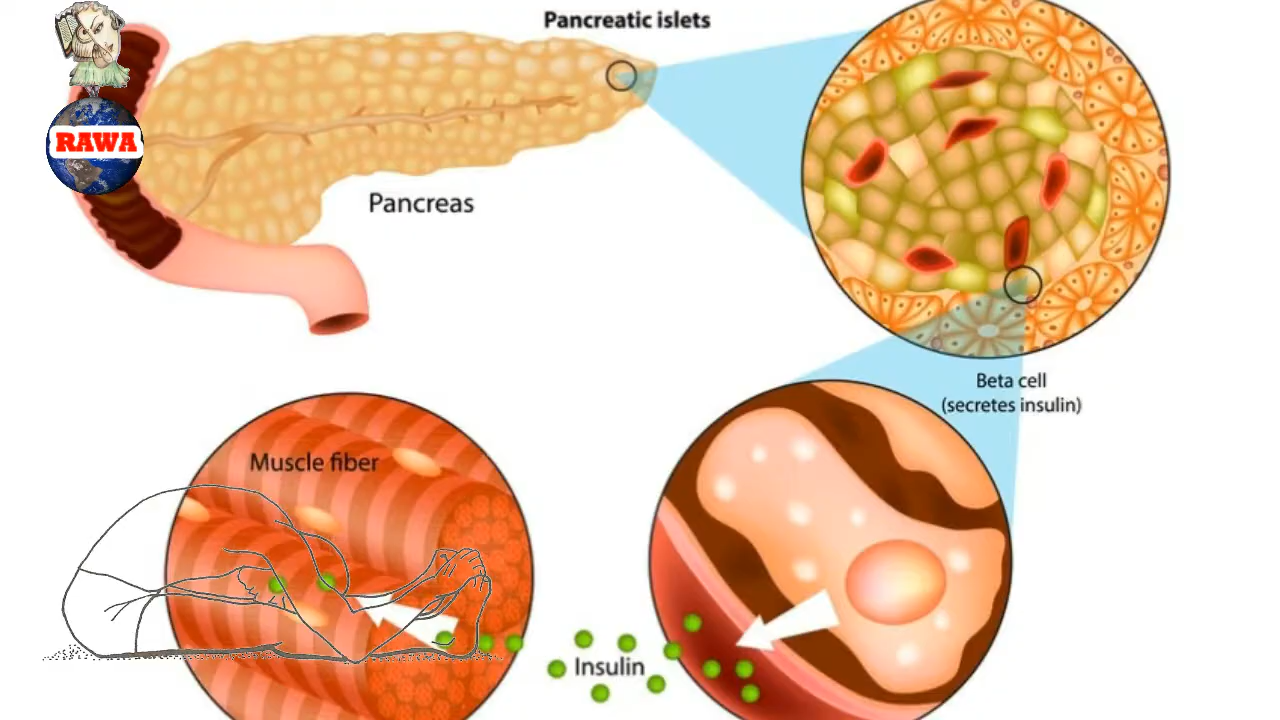 Pancreatic islets
RAWA
Pancreas
Beta cell
(secretes insulin)
Muscle fiber
Insulin